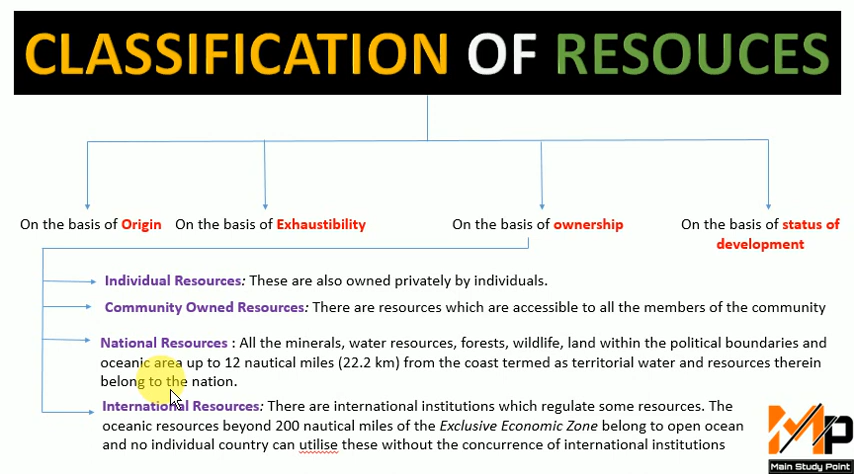 CLASSIFICATION OF RESOUCES
On the basis of Origin
On the basis of Exhaustibility
On the basis of ownership
On the basis of status of
development
Individual Resources: These are also owned privately by individuals.
Community Owned Resources: There are resources which are accessible to all the members of the community
National Resources : All the minerals, water resources, forests, wildlife, land within the political boundaries and
oceanic area up to 12 nautical miles (22.2 km) from the coast termed as territorial water and resources therein
belong to the nation.
International Resources: There are international institutions which regulate some resources. The
oceanic resources beyond 200 nautical miles of the Exclusive Economic Zone belong to open ocean
and no individual country can utilise these without the concurrence of international institutions
MP
Main Study Point